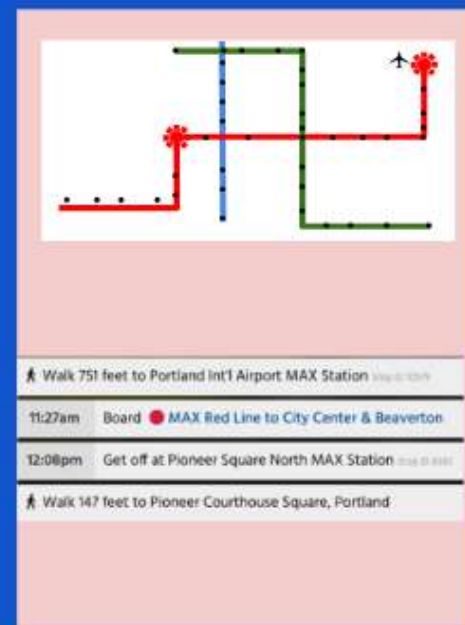 Walk 751 feet to Portland Int'l Airport MAX Station
11:27am Board MAX Red Line to City Center & Beaverton
12:08pm Get off at Pioneer Square North MAX Station
Walk 147 feet to Pioneer Courthouse Square, Portland